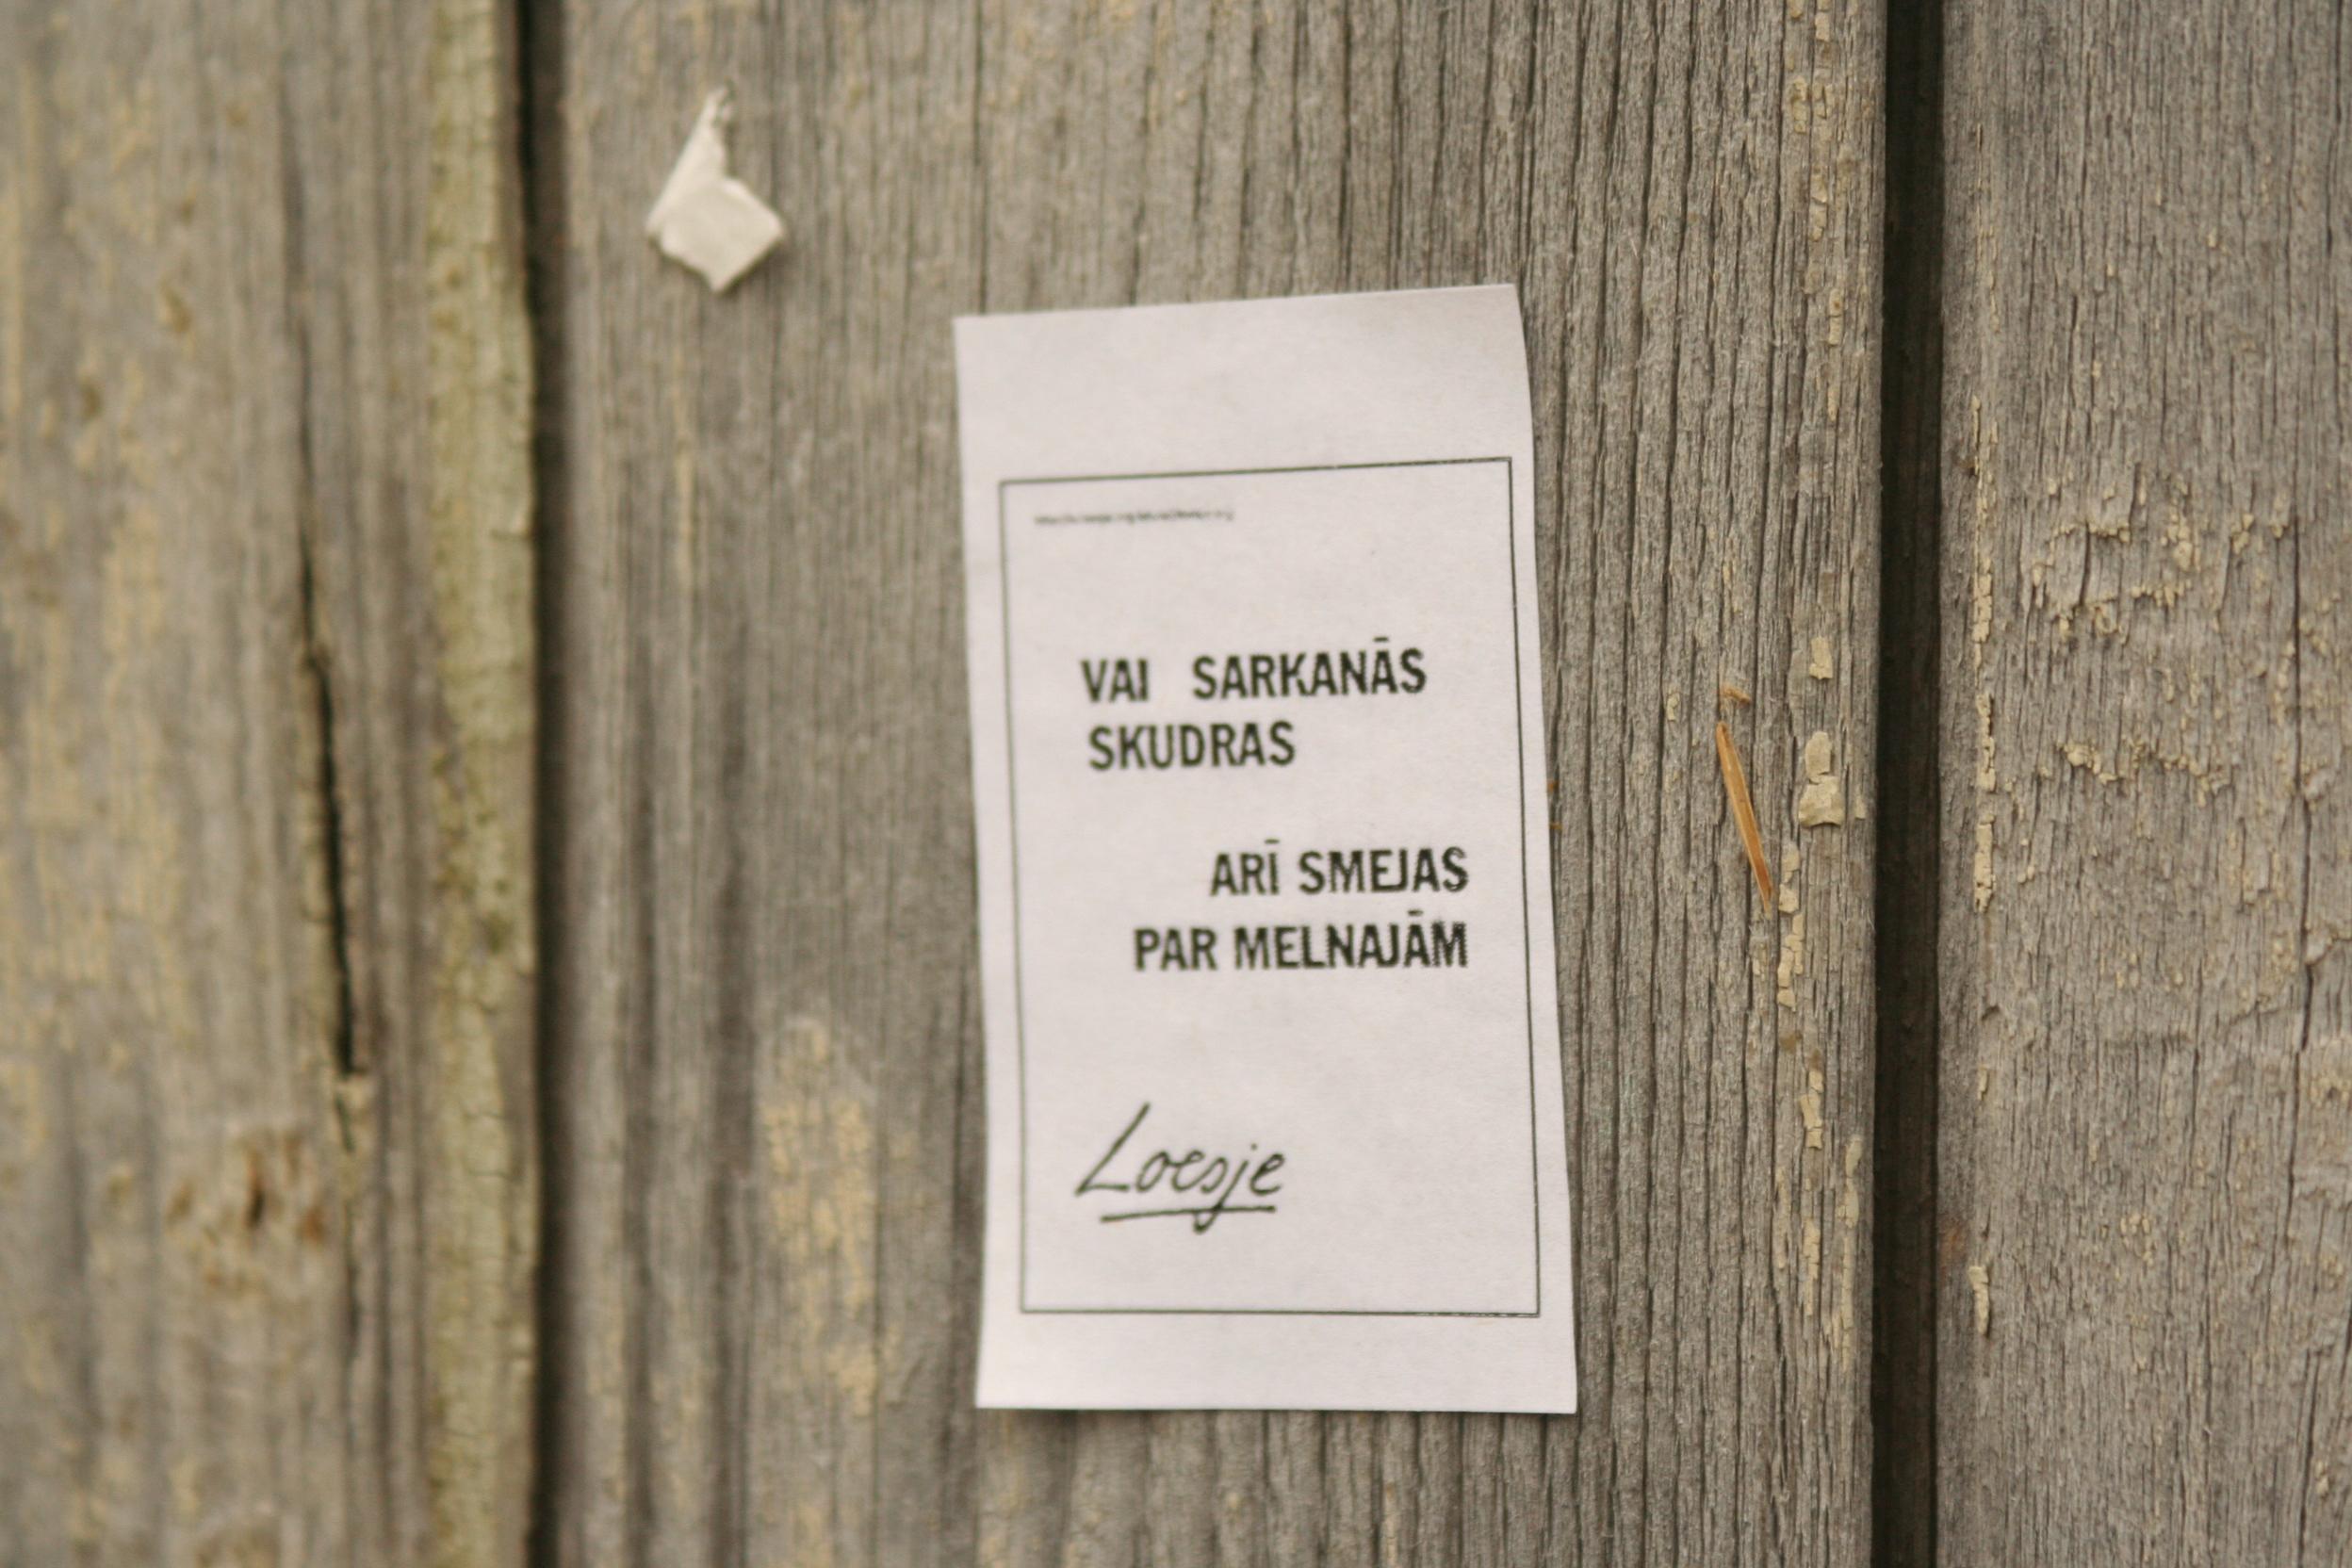 VAI SARKANĀS
SKUDRAS
ARĪ SMEJAS
PAR MELNAJĀM
Loesje